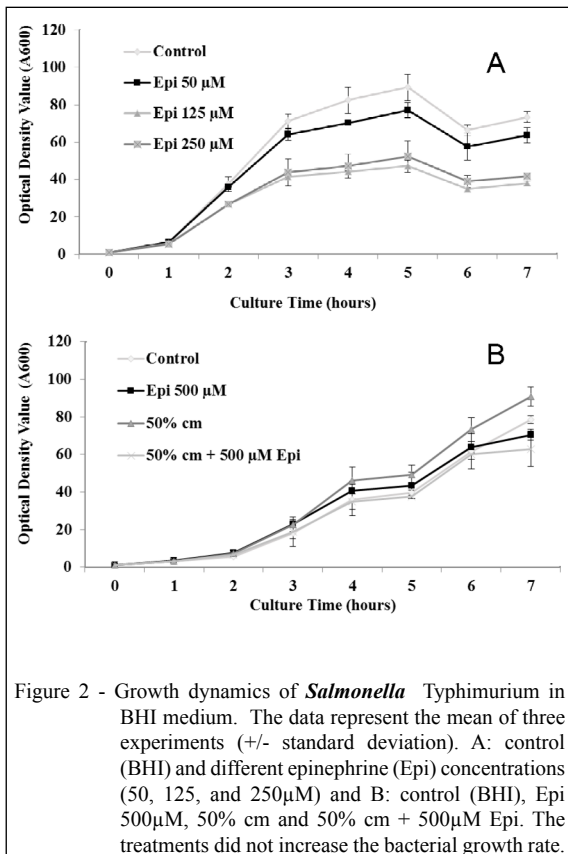 A
Control
Epi 50 µM
Epi 125 µM
Epi 250 µM
Optical Density Value (A600)
120
100
80
60
40
20
0
0 1 2 3 4 5 6 7
Culture Time (hours)
B
Control
Epi 500 µM
50% cm
50% cm + 500 µM Epi
Optical Density Value (A600)
120
100
80
60
40
20
0
0 1 2 3 4 5 6 7
Culture Time (hours)
Figure 2 - Growth dynamics of Salmonella Typhimurium in
BHI medium. The data represent the mean of three
experiments (+/- standard deviation). A: control
(BHI) and different epinephrine (Epi) concentrations
(50, 125, and 250µM) and B: control (BHI), Epi
500µM, 50% cm and 50% cm + 500µM Epi. The
treatments did not increase the bacterial growth rate.